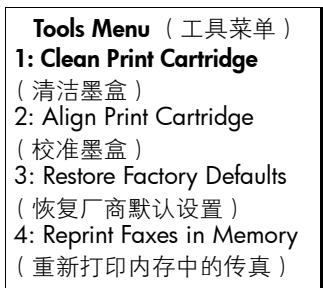 Tools Menu （工具菜单）
1: Clean Print Cartridge
（清洁墨盒）
2: Align Print Cartridge
（校准墨盒）
3: Restore Factory Defaults
（恢复厂商默认设置）
4: Reprint Faxes in Memory
（重新打印内存中的传真）